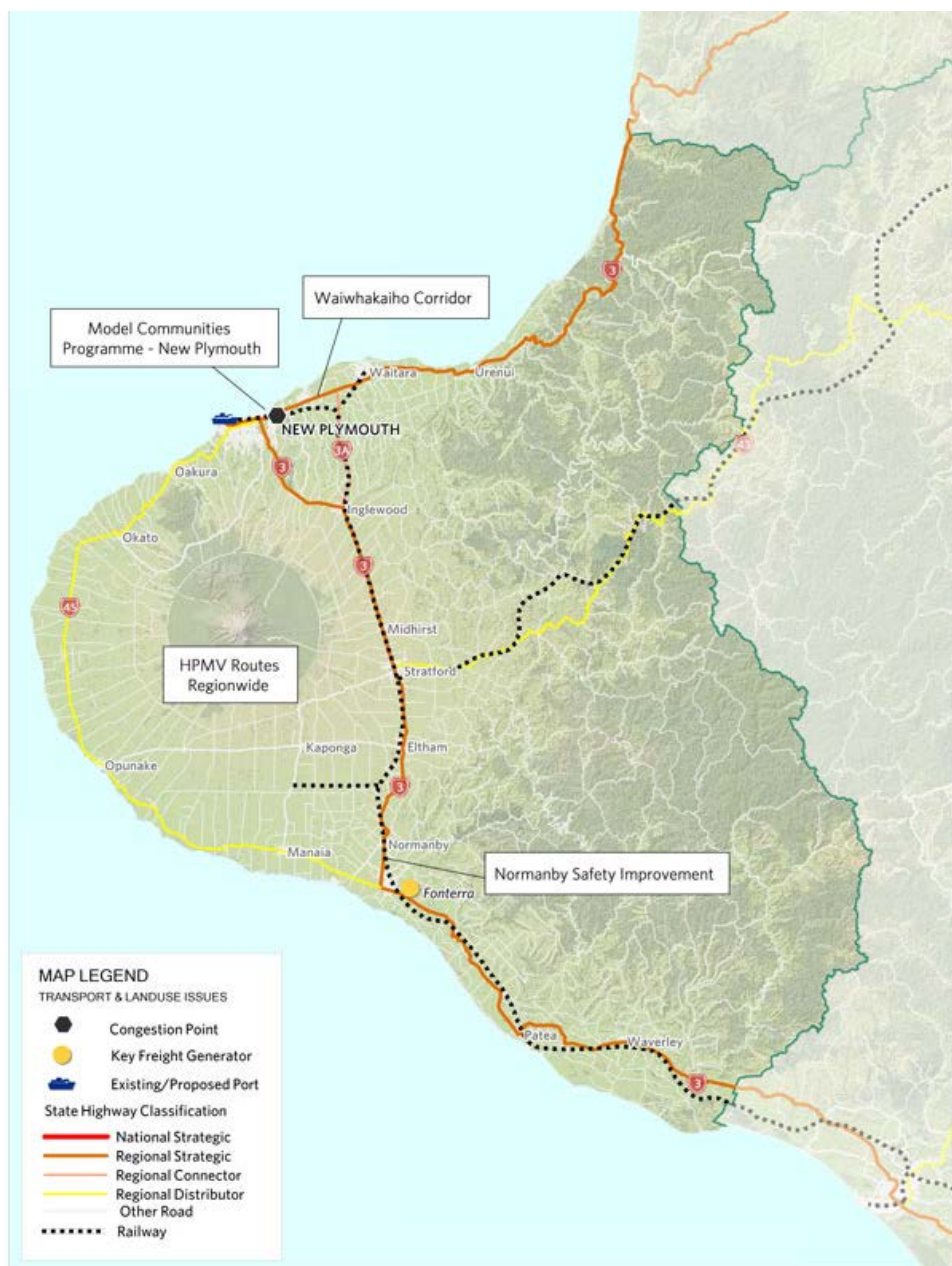 Waiwhakaiho Corridor
Model Communities
Programme - New Plymouth
3
Waitara
Urenui
NEW PLYMOUTH
3A
3
Oakura
Inglewood
Okato
3
43
45
Midhirst
HPMV Routes
Regionwide
Stratford
Kaponga
Eltham
Opunake
3
Manaia
Normanby
Normanby Safety Improvement
Fonterra
Patea
Waverley
3
MAP LEGEND
TRANSPORT & LANDUSE ISSUES
Congestion Point
Key Freight Generator
Existing/Proposed Port
State Highway Classification
National Strategic
Regional Strategic
Regional Connector
Regional Distributor
Other Road
Railway